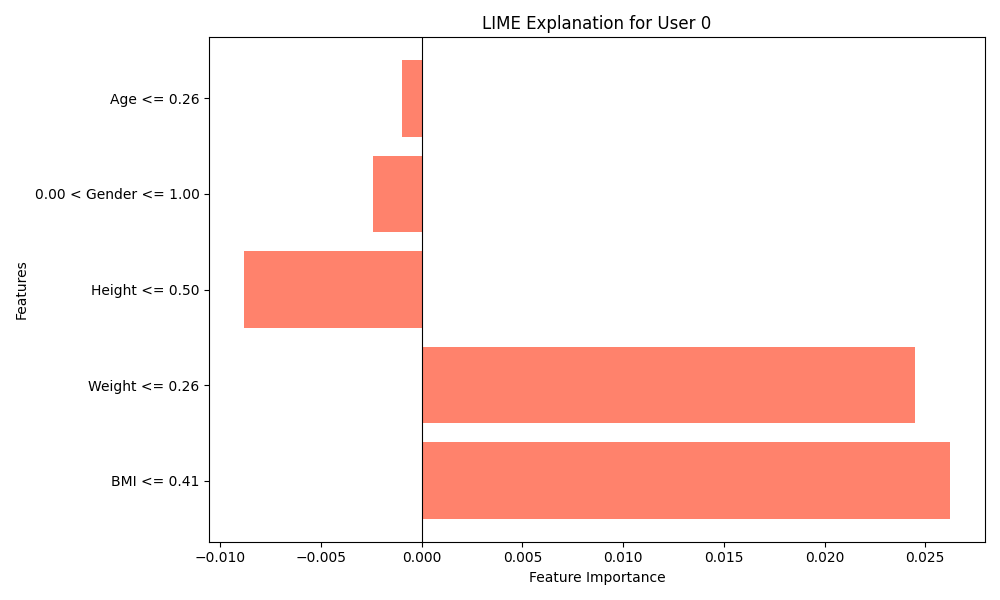 LIME Explanation for User 0
Age <= 0.26
0.00 < Gender <= 1.00
Height <= 0.50
Weight <= 0.26
BMI <= 0.41
Features
−0.010 −0.005 0.000 0.005 0.010 0.015 0.020 0.025
Feature Importance